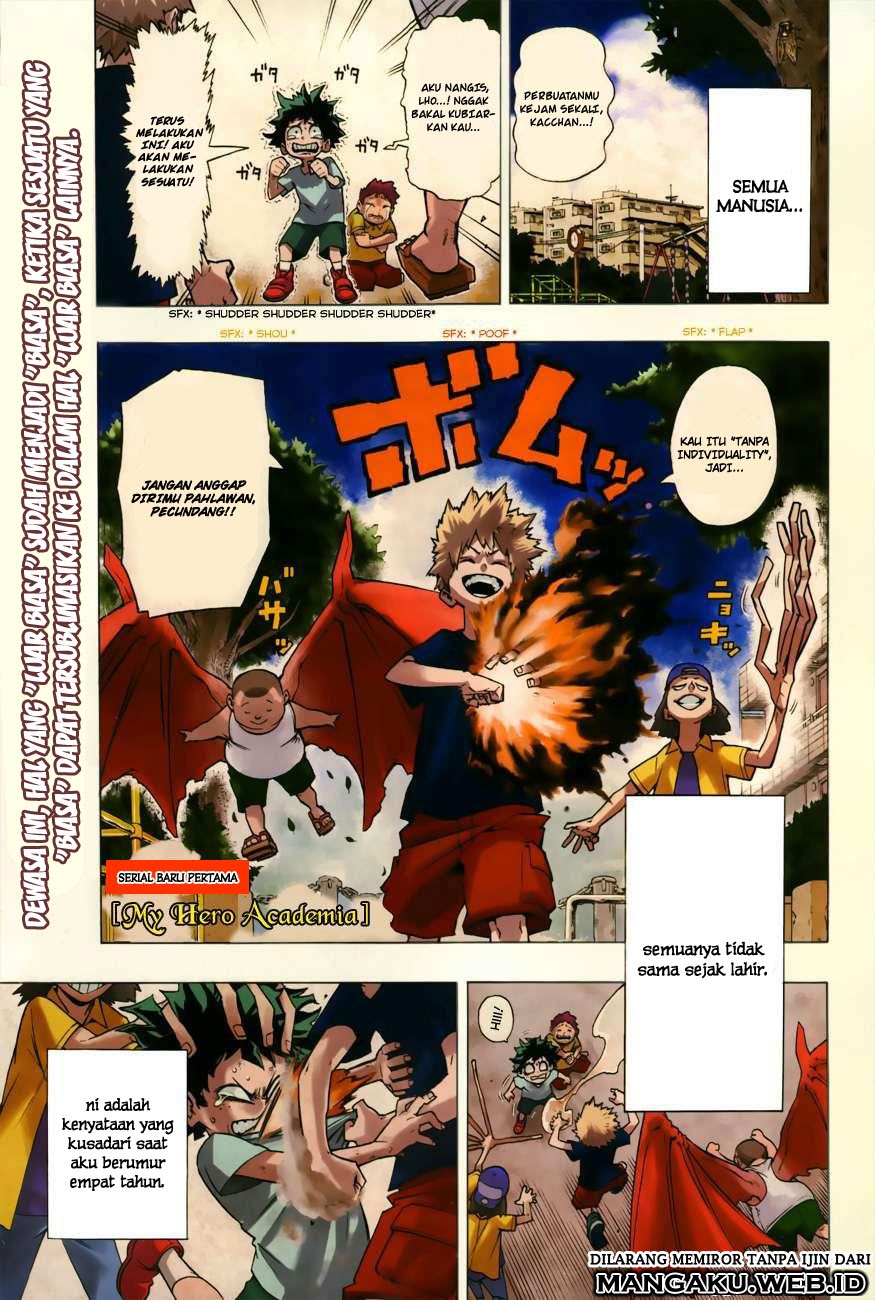 DEWASA INI, HAL YANG "LUAR BIASA" SUDAH MENJADI "BIASA", KETIKA SESUATU YANG
"BIASA" DAPAT TERSUBLIMASIKAN KE DALAM HAL "LUAR BIASA" LAINNYA.
PERBUATANMU
KEJAM SEKALI,
KACCHAN...!
SEMUA
MANUSIA...
AKU NANGIS,
LHO...! NGGAK
BAKAL KUBIAR-
KAN KAU...
TERUS
MELAKUKAN
INI! AKU
AKAN ME-
LAKUKAN
SESUATU!
ガタ
ガタ
ガタ
ガタ
SFX: * SHUDDER SHUDDER SHUDDER SHUDDER*
SFX: * SHOU *
SFX: * POOF *
SFX: * FLAP *
ボムッ
KAU ITU "TANPA
INDIVIDUALITY",
JADI...
JANGAN ANGGAP
DIRIMU PAHLAWAN,
PECUNDANG!!
バサッ
ニョキッ
SERIAL BARU PERTAMA
[My Hero Academia]
semuanya tidak
sama sejak lahir.
HIII!
ni adalah
kenyataan yang
kusadari saat
aku berumur
empat tahun.
DILARANG MEMIROR TANPA IJIN DARI
MANGAKU.WEB.ID